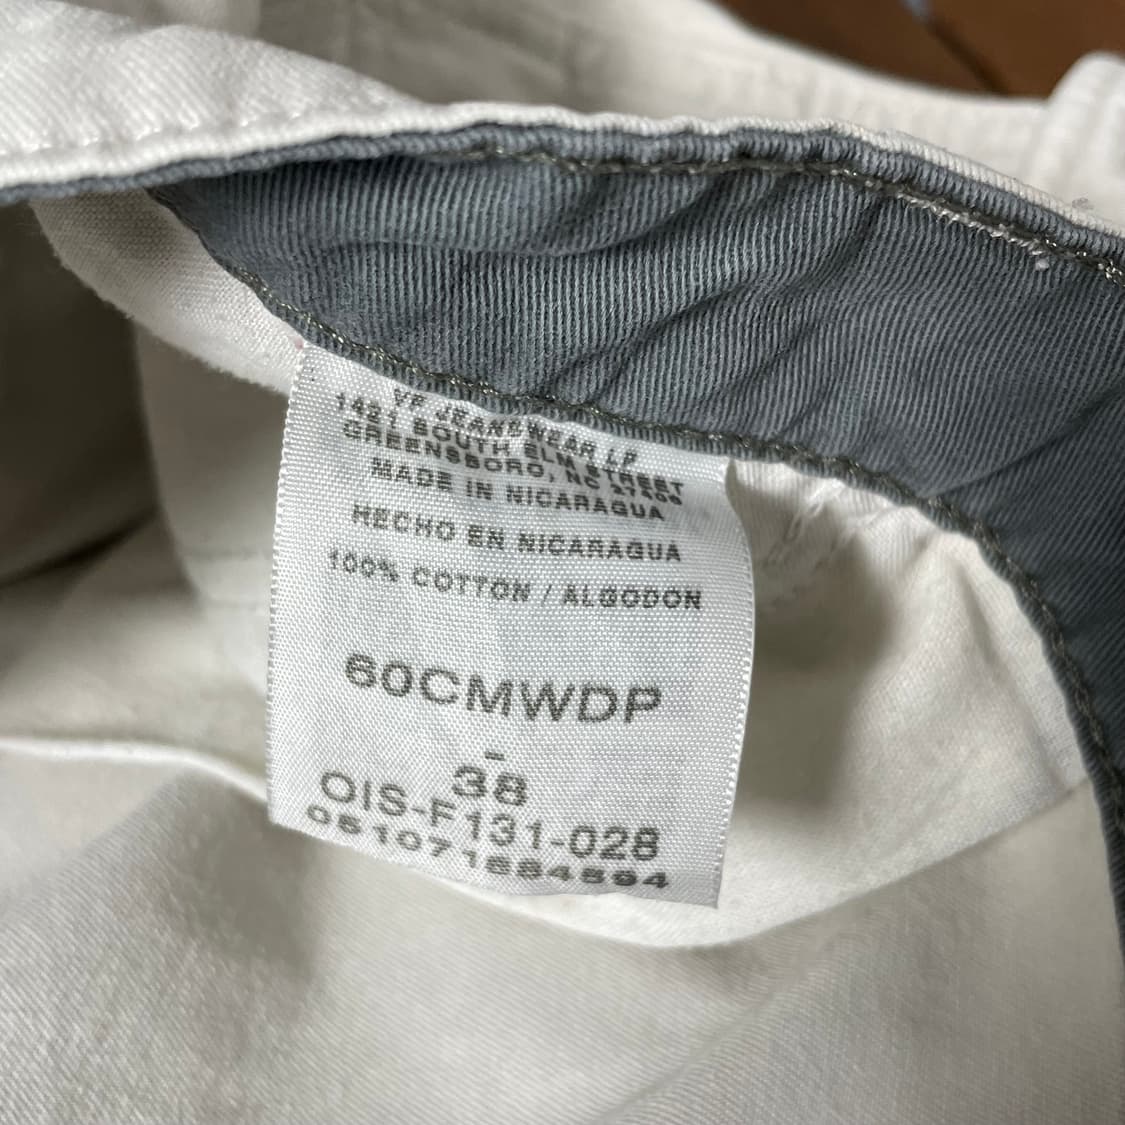 VF JEANSWEAR LP
1421 SOUTH ELM STREET
GREENSBORO, NC 27406
MADE IN NICARAGUA
HECHO EN NICARAGUA
100% COTTON / ALGODON
60CMWDP
-
38
OIS-F131-028